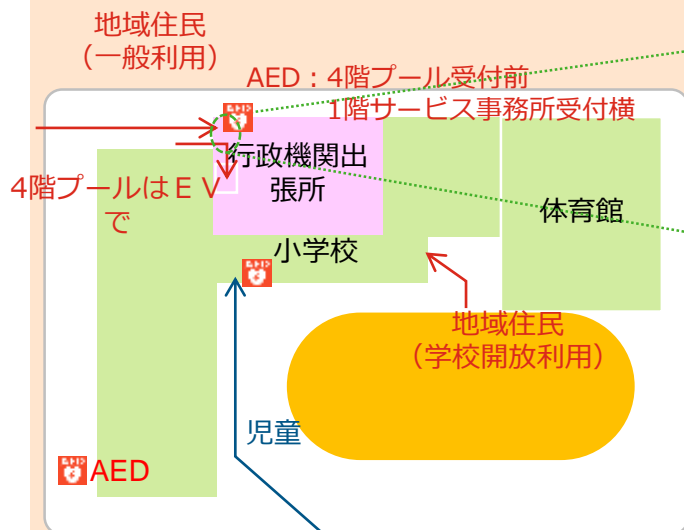 地域住民
（一般利用）
AED：4階プール受付前
1階サービス事務所受付横
行政機関出
張所
4階プールはＥＶ
で
体育館
小学校
地域住民
（学校開放利用）
児童
AED